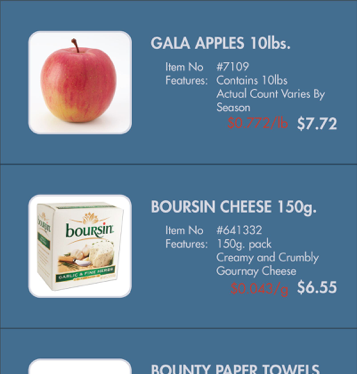 GALA APPLES 10lbs.
Item No #7109
Features: Contains 10lbs
Actual Count Varies By
Season
$0.772/lb $7.72
BOURSIN CHEESE 150g.
boursin
GARLIC & FINE HERBS
Item No #641332
Features: 150g. pack
Creamy and Crumbly
Gournay Cheese
$0.043/g $6.55
BOUNTY PAPER TOWELS